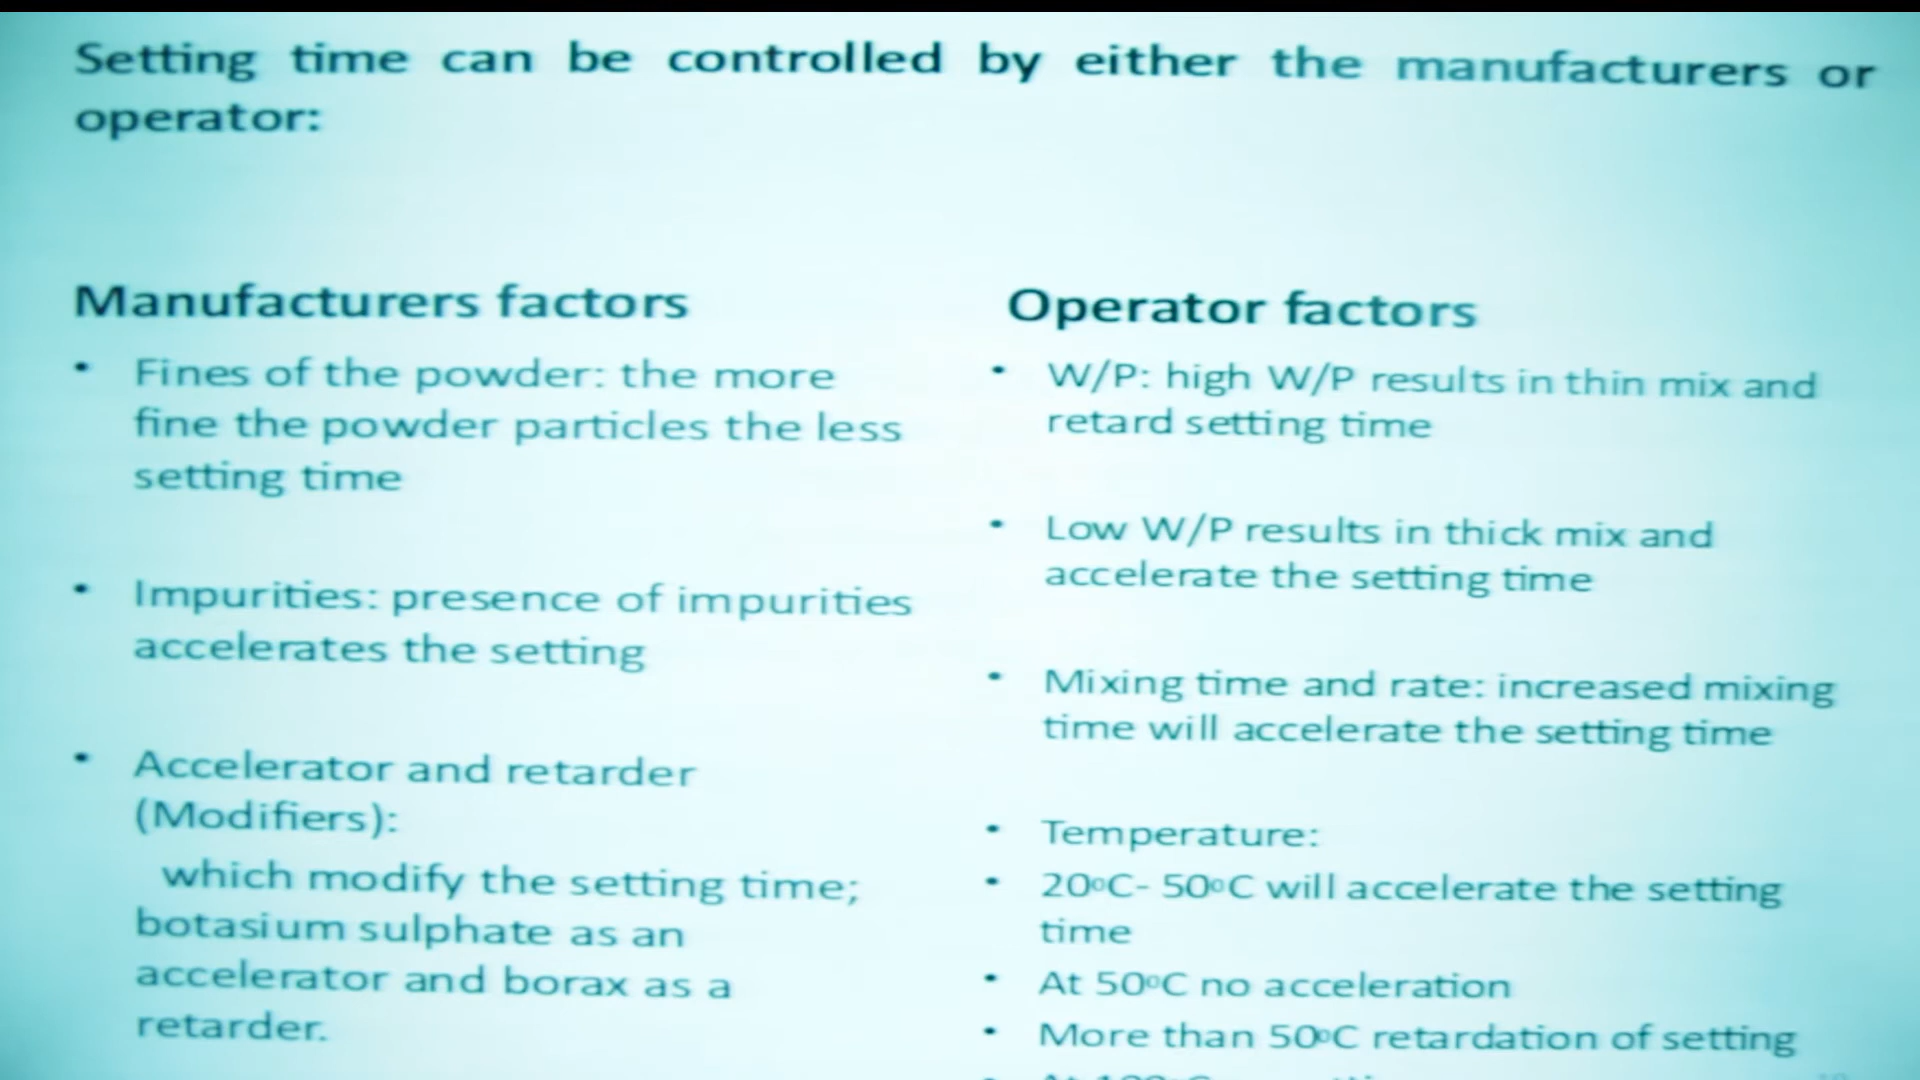 Setting time can be controlled by either the manufacturers or
operator:
Manufacturers factors
• Fines of the powder: the more
fine the powder particles the less
setting time
• Impurities: presence of impurities
accelerates the setting
• Accelerator and retarder
(Modifiers):
which modify the setting time;
botasium sulphate as an
accelerator and borax as a
retarder.
Operator factors
• W/P: high W/P results in thin mix and
retard setting time
• Low W/P results in thick mix and
accelerate the setting time
• Mixing time and rate: increased mixing
time will accelerate the setting time
• Temperature:
• 20°C- 50°C will accelerate the setting
time
• At 50°C no acceleration
• More than 50°C retardation of setting